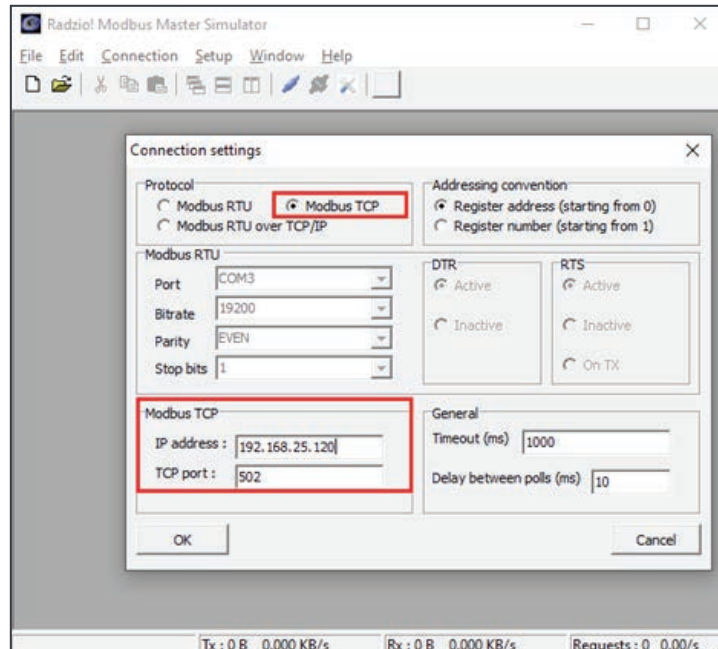 Radzio! Modbus Master Simulator
File Edit Connection Setup Window Help
Connection settings
Protocol
Modbus RTU
Modbus TCP
Modbus RTU over TCP/IP
Addressing convention
Register address (starting from 0)
Register number (starting from 1)
Modbus RTU
Port COM3
Bitrate 19200
Parity EVEN
Stop bits 1
DTR
Active
Inactive
RTS
Active
Inactive
On TX
Modbus TCP
IP address : 192.168.25.120
TCP port : 502
General
Timeout (ms) 1000
Delay between polls (ms) 10
OK
Cancel
Tx : 0 B 0.000 KB/s
Rx : 0 B 0.000 KB/s
Requests : 0 0.00/s